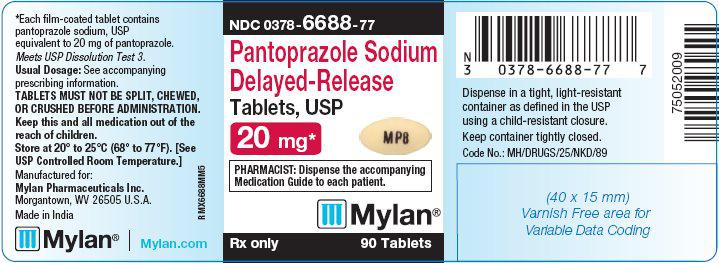 *Each film-coated tablet contains
pantoprazole sodium, USP
equivalent to 20 mg of pantoprazole.
Meets USP Dissolution Test 3.
Usual Dosage: See accompanying
prescribing information.
TABLETS MUST NOT BE SPLIT, CHEWED,
OR CRUSHED BEFORE ADMINISTRATION.
Keep this and all medication out of the
reach of children.
Store at 20° to 25°C (68° to 77°F). [See
USP Controlled Room Temperature.]
Manufactured for:
Mylan Pharmaceuticals Inc.
Morgantown, WV 26505 U.S.A.
Made in India
Mylan®
Mylan.com
RMX6688MM5
NDC 0378-6688-77
Pantoprazole Sodium
Delayed-Release
Tablets, USP
20 mg*
MP8
PHARMACIST: Dispense the accompanying
Medication Guide to each patient.
Mylan®
Rx only 90 Tablets
N
3 0378-6688-77 7
75052009
Dispense in a tight, light-resistant
container as defined in the USP
using a child-resistant closure.
Keep container tightly closed.
Code No.: MH/DRUGS/25/NKD/89
(40 x 15 mm)
Varnish Free area for
Variable Data Coding